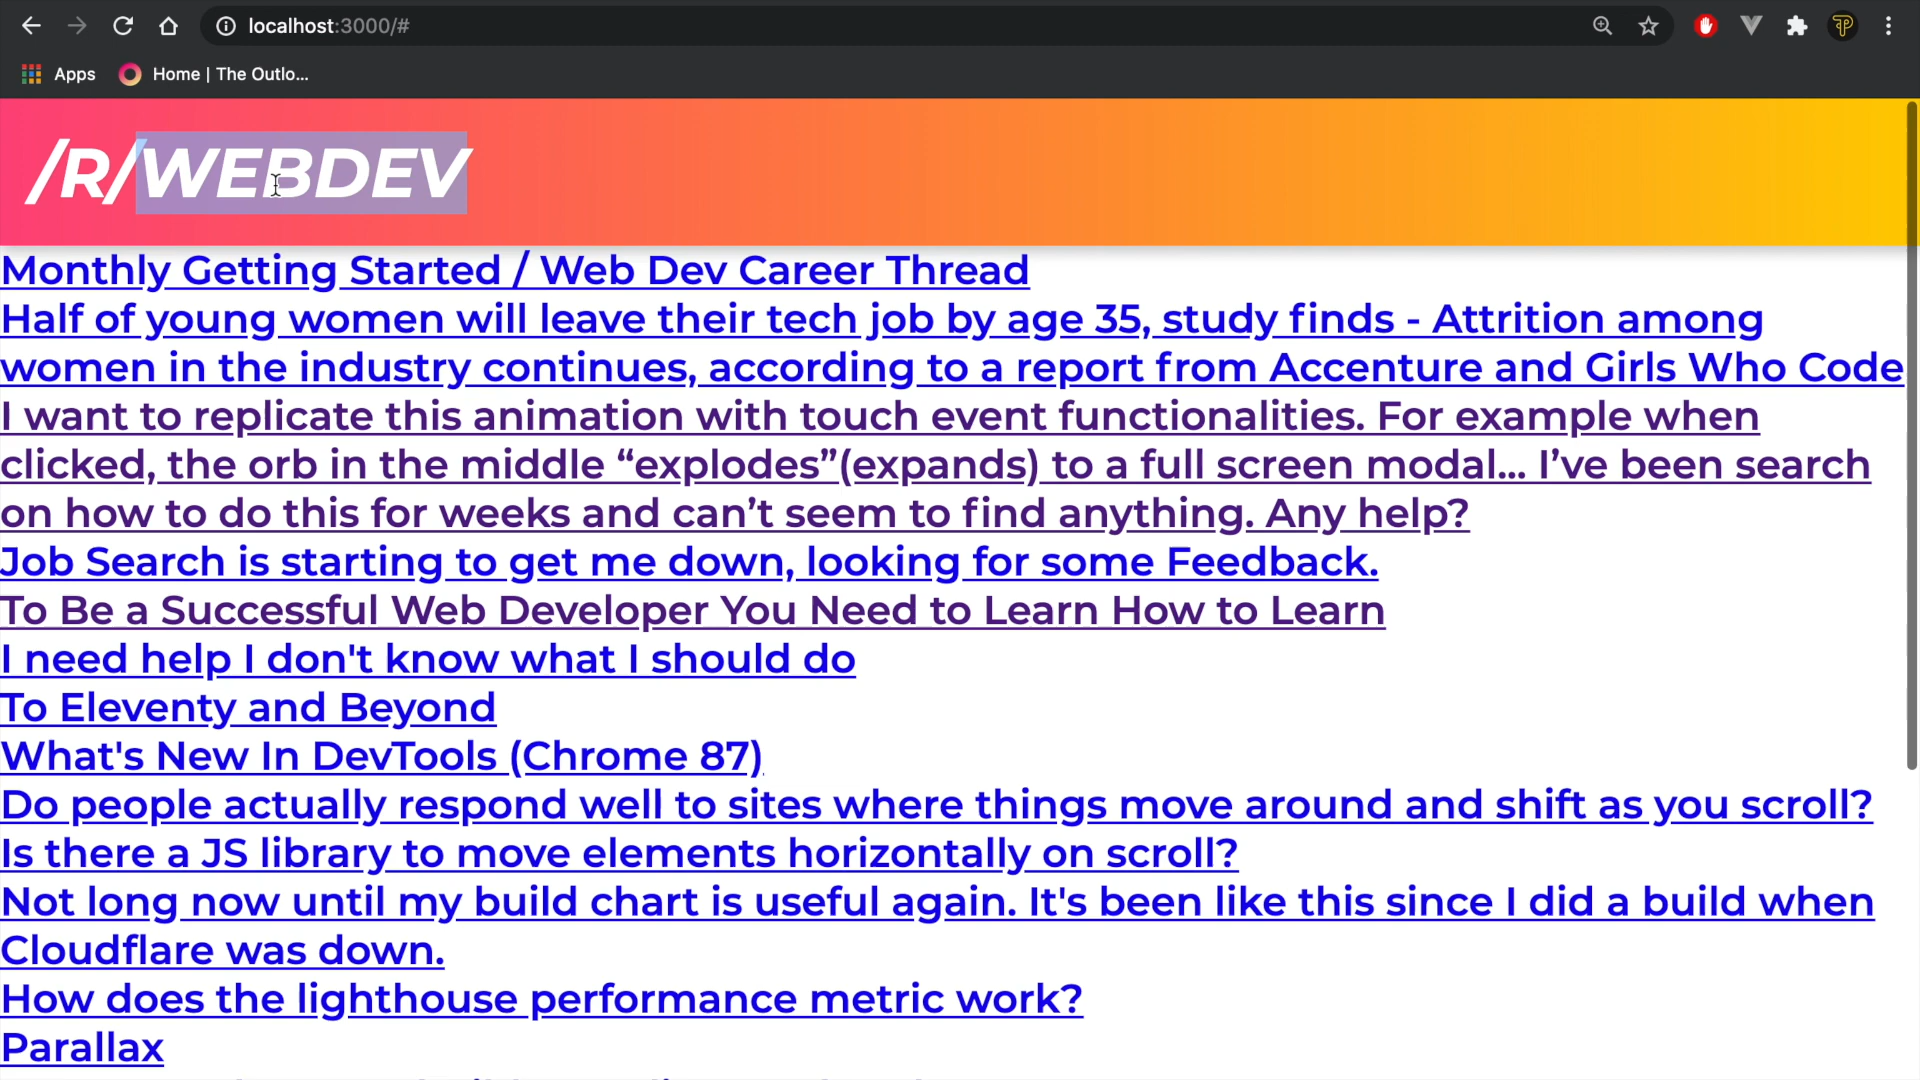 localhost:3000/#
Apps
Home | The Outlo...
/R/WEBDEV
Monthly Getting Started / Web Dev Career Thread
Half of young women will leave their tech job by age 35, study finds - Attrition among
women in the industry continues, according to a report from Accenture and Girls Who Code
I want to replicate this animation with touch event functionalities. For example when
clicked, the orb in the middle “explodes”(expands) to a full screen modal... I’ve been search
on how to do this for weeks and can’t seem to find anything. Any help?
Job Search is starting to get me down, looking for some Feedback.
To Be a Successful Web Developer You Need to Learn How to Learn
I need help I don't know what I should do
To Eleventy and Beyond
What's New In DevTools (Chrome 87)
Do people actually respond well to sites where things move around and shift as you scroll?
Is there a JS library to move elements horizontally on scroll?
Not long now until my build chart is useful again. It's been like this since I did a build when
Cloudflare was down.
How does the lighthouse performance metric work?
Parallax